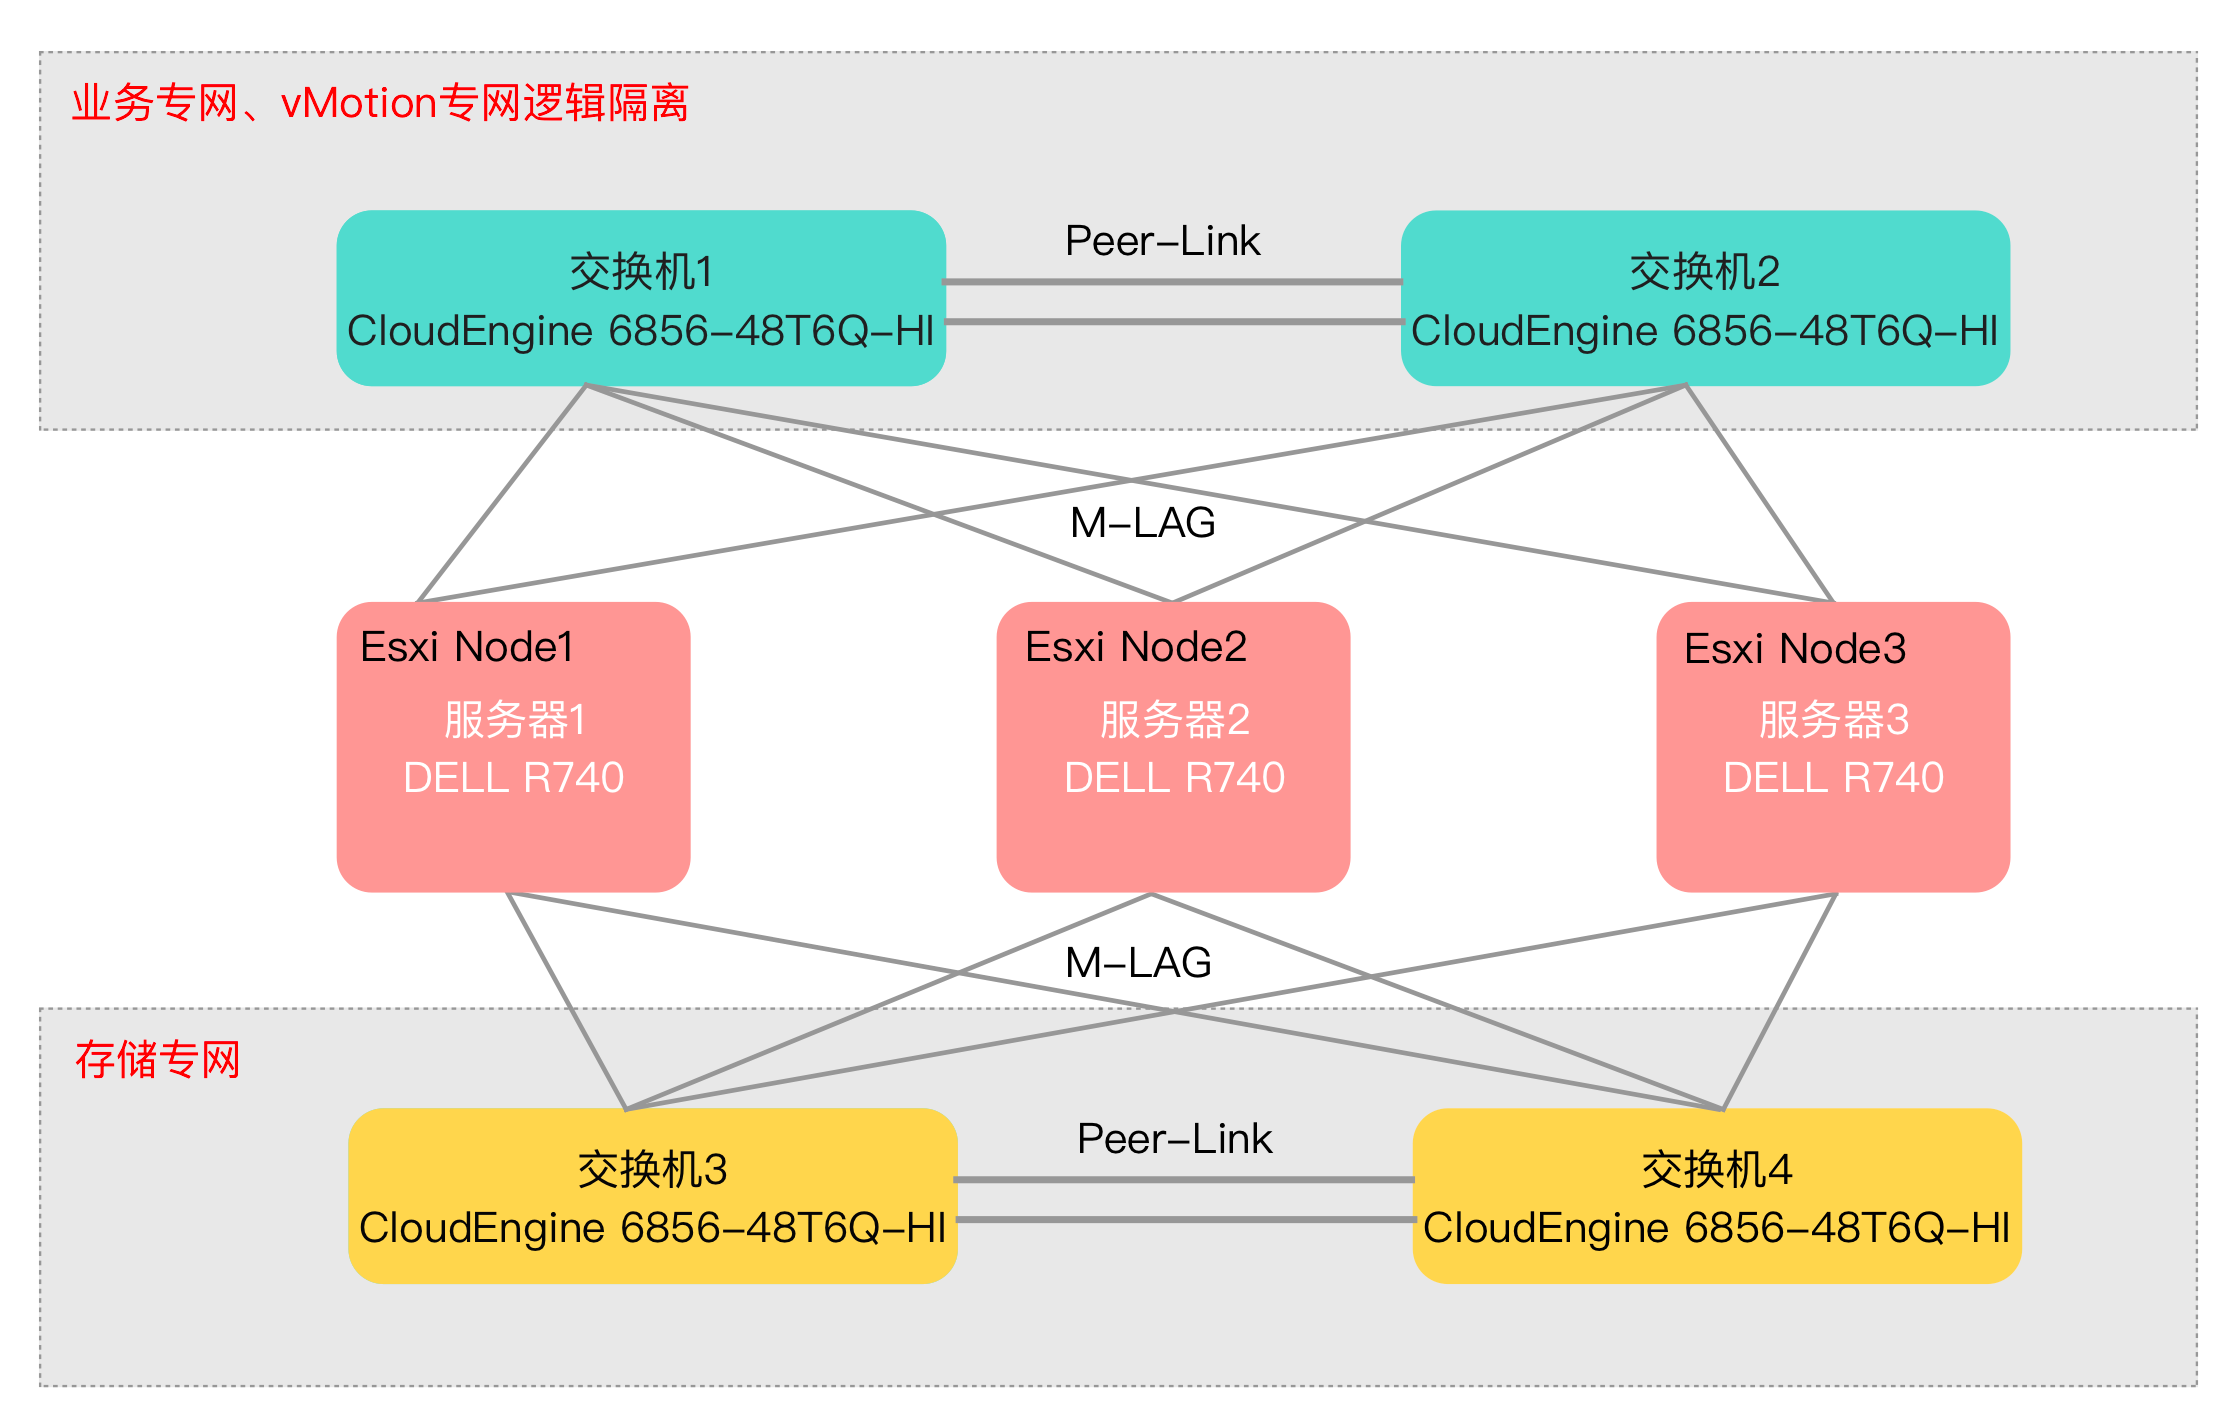 业务专网、vMotion专网逻辑隔离
Peer-Link
交换机1
CloudEngine 6856-48T6Q-HI
交换机2
CloudEngine 6856-48T6Q-HI
M-LAG
Esxi Node1
服务器1
DELL R740
Esxi Node2
服务器2
DELL R740
Esxi Node3
服务器3
DELL R740
M-LAG
存储专网
Peer-Link
交换机3
CloudEngine 6856-48T6Q-HI
交换机4
CloudEngine 6856-48T6Q-HI